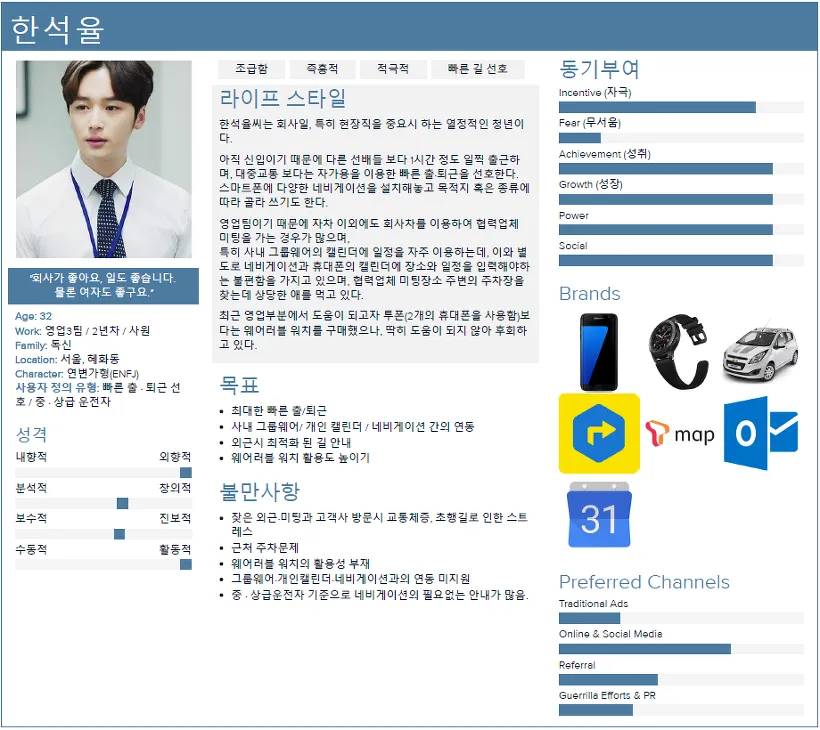 한석율
"회사가 좋아요, 일도 좋습니다.
물론 여자도 좋구요."
Age: 32
Work: 영업3팀 / 2년차 / 사원
Family: 독신
Location: 서울, 혜화동
Character: 연변가형(ENFJ)
사용자 정의 유형: 빠른 출·퇴근 선
호 / 중·상급 운전자
성격
내향적 외향적
분석적 창의적
보수적 진보적
수동적 활동적
조급함 즉흥적 적극적 빠른 길 선호
라이프 스타일
한석율씨는 회사일, 특히 현장직을 중요시 하는 열정적인 청년이
다.
아직 신입이기 때문에 다른 선배들 보다 1시간 정도 일찍 출근하
며, 대중교통 보다는 자가용을 이용한 빠른 출·퇴근을 선호한다.
스마트폰에 다양한 네비게이션을 설치해놓고 목적지 혹은 종류에
따라 골라 쓰기도 한다.
영업팀이기 때문에 자차 이외에도 회사차를 이용하여 협력업체
미팅을 가는 경우가 많으며,
특히 사내 그룹웨어의 캘린더에 일정을 자주 이용하는데, 이와 별
도로 네비게이션과 휴대폰의 캘린더에 장소와 일정을 입력해야하
는 불편함을 가지고 있으며, 협력업체 미팅장소 주변의 주차장을
찾는데 상당한 애를 먹고 있다.
최근 영업부분에서 도움이 되고자 투폰(2개의 휴대폰을 사용함)보
다는 웨어러블 워치를 구매했으나, 딱히 도움이 되지 않아 후회하
고 있다.
목표
• 최대한 빠른 출/퇴근
• 사내 그룹웨어/ 개인 캘린더 / 네비게이션 간의 연동
• 외근시 최적화 된 길 안내
• 웨어러블 워치 활용도 높이기
불만사항
• 잦은 외근·미팅과 고객사 방문시 교통체증, 초행길로 인한 스트
레스
• 근처 주차문제
• 웨어러블 워치의 활용성 부재
• 그룹웨어·개인캘린더·네비게이션과의 연동 미지원
• 중·상급운전자 기준으로 네비게이션의 필요없는 안내가 많음.
동기부여
Incentive (자극)
Fear (무서움)
Achievement (성취)
Growth (성장)
Power
Social
Brands
T map
31
Preferred Channels
Traditional Ads
Online & Social Media
Referral
Guerrilla Efforts & PR